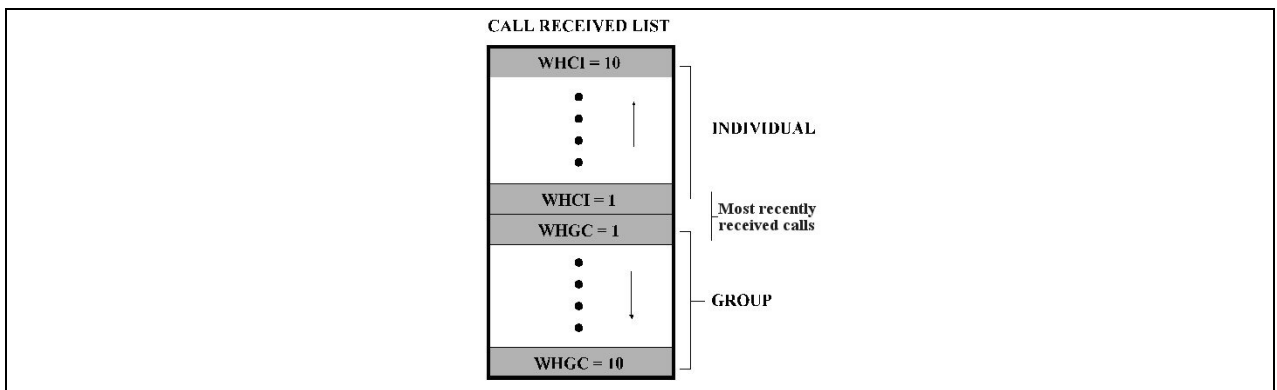 CALL RECEIVED LIST
WHCI = 10
INDIVIDUAL
WHCI = 1
Most recently
received calls
WHGC = 1
GROUP
WHGC = 10